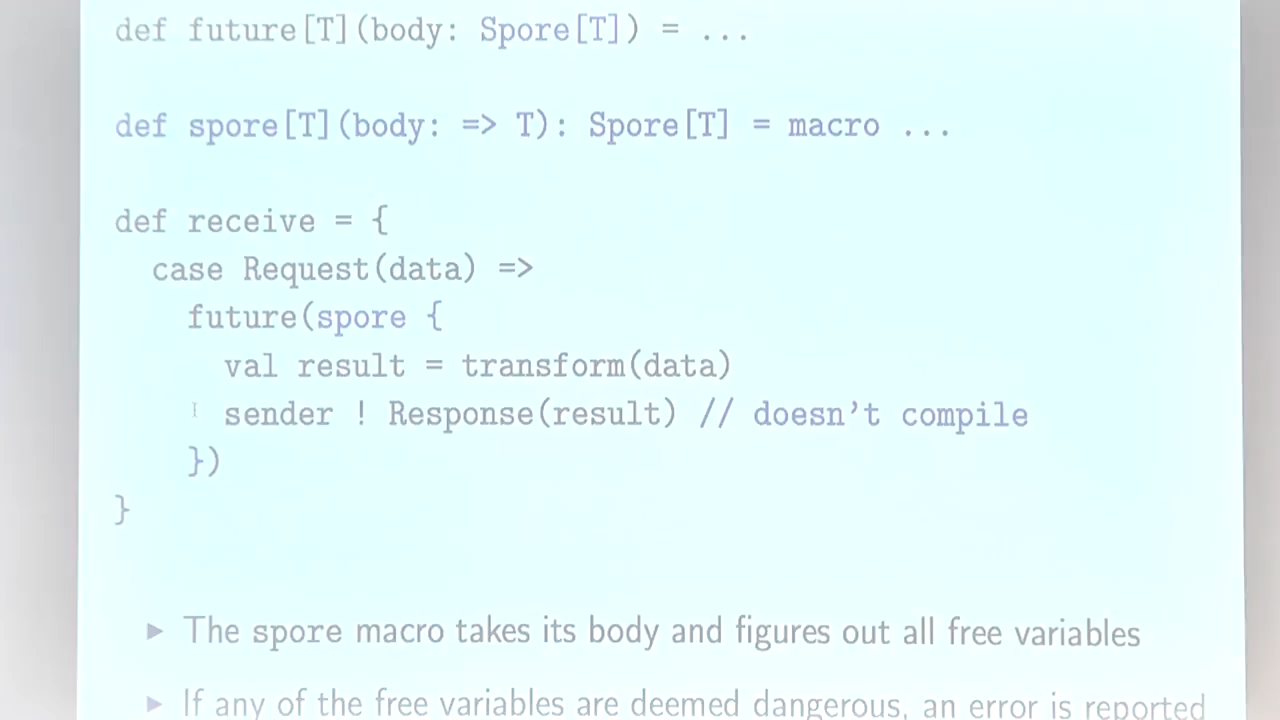 def future[T](body: Spore[T]) = ...
def spore[T](body: => T): Spore[T] = macro ...
def receive = {
case Request(data) =>
future(spore {
val result = transform(data)
sender ! Response(result) // doesn't compile
})
}
▶ The spore macro takes its body and figures out all free variables
▶ If any of the free variables are deemed dangerous, an error is reported